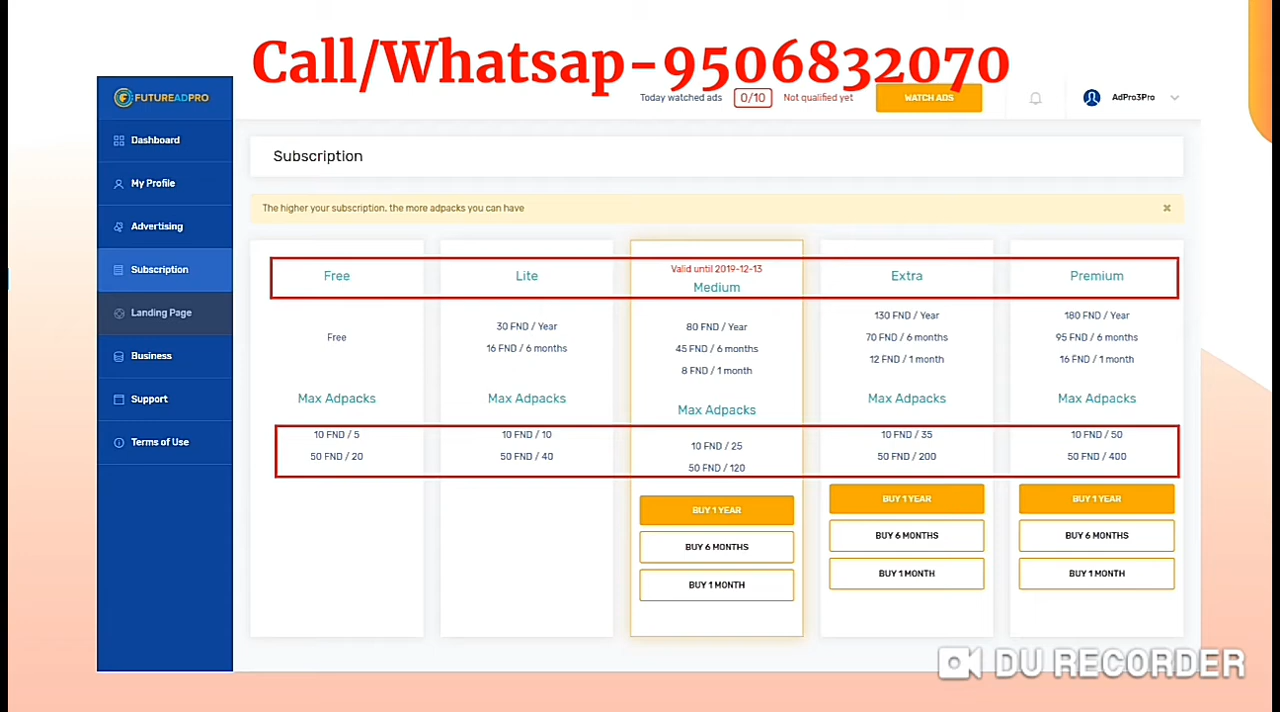 Call/Whatsap-9506832070
FUTUREADPRO
Today watched ads 0/10 Not qualified yet WATCH ADS AdPro3Pro
Dashboard
My Profile
Advertising
Subscription
Landing Page
Business
Support
Terms of Use
Subscription
The higher your subscription, the more adpacks you can have ×
Free
Free
Max Adpacks
10 FND / 5
50 FND / 20
Lite
30 FND / Year
16 FND / 6 months
Max Adpacks
10 FND / 10
50 FND / 40
Valid until 2019-12-13
Medium
80 FND / Year
45 FND / 6 months
8 FND / 1 month
Max Adpacks
10 FND / 25
50 FND / 120
BUY 1 YEAR
BUY 6 MONTHS
BUY 1 MONTH
Extra
130 FND / Year
70 FND / 6 months
12 FND / 1 month
Max Adpacks
10 FND / 35
50 FND / 200
BUY 1 YEAR
BUY 6 MONTHS
BUY 1 MONTH
Premium
180 FND / Year
95 FND / 6 months
16 FND / 1 month
Max Adpacks
10 FND / 50
50 FND / 400
BUY 1 YEAR
BUY 6 MONTHS
BUY 1 MONTH
DU RECORDER